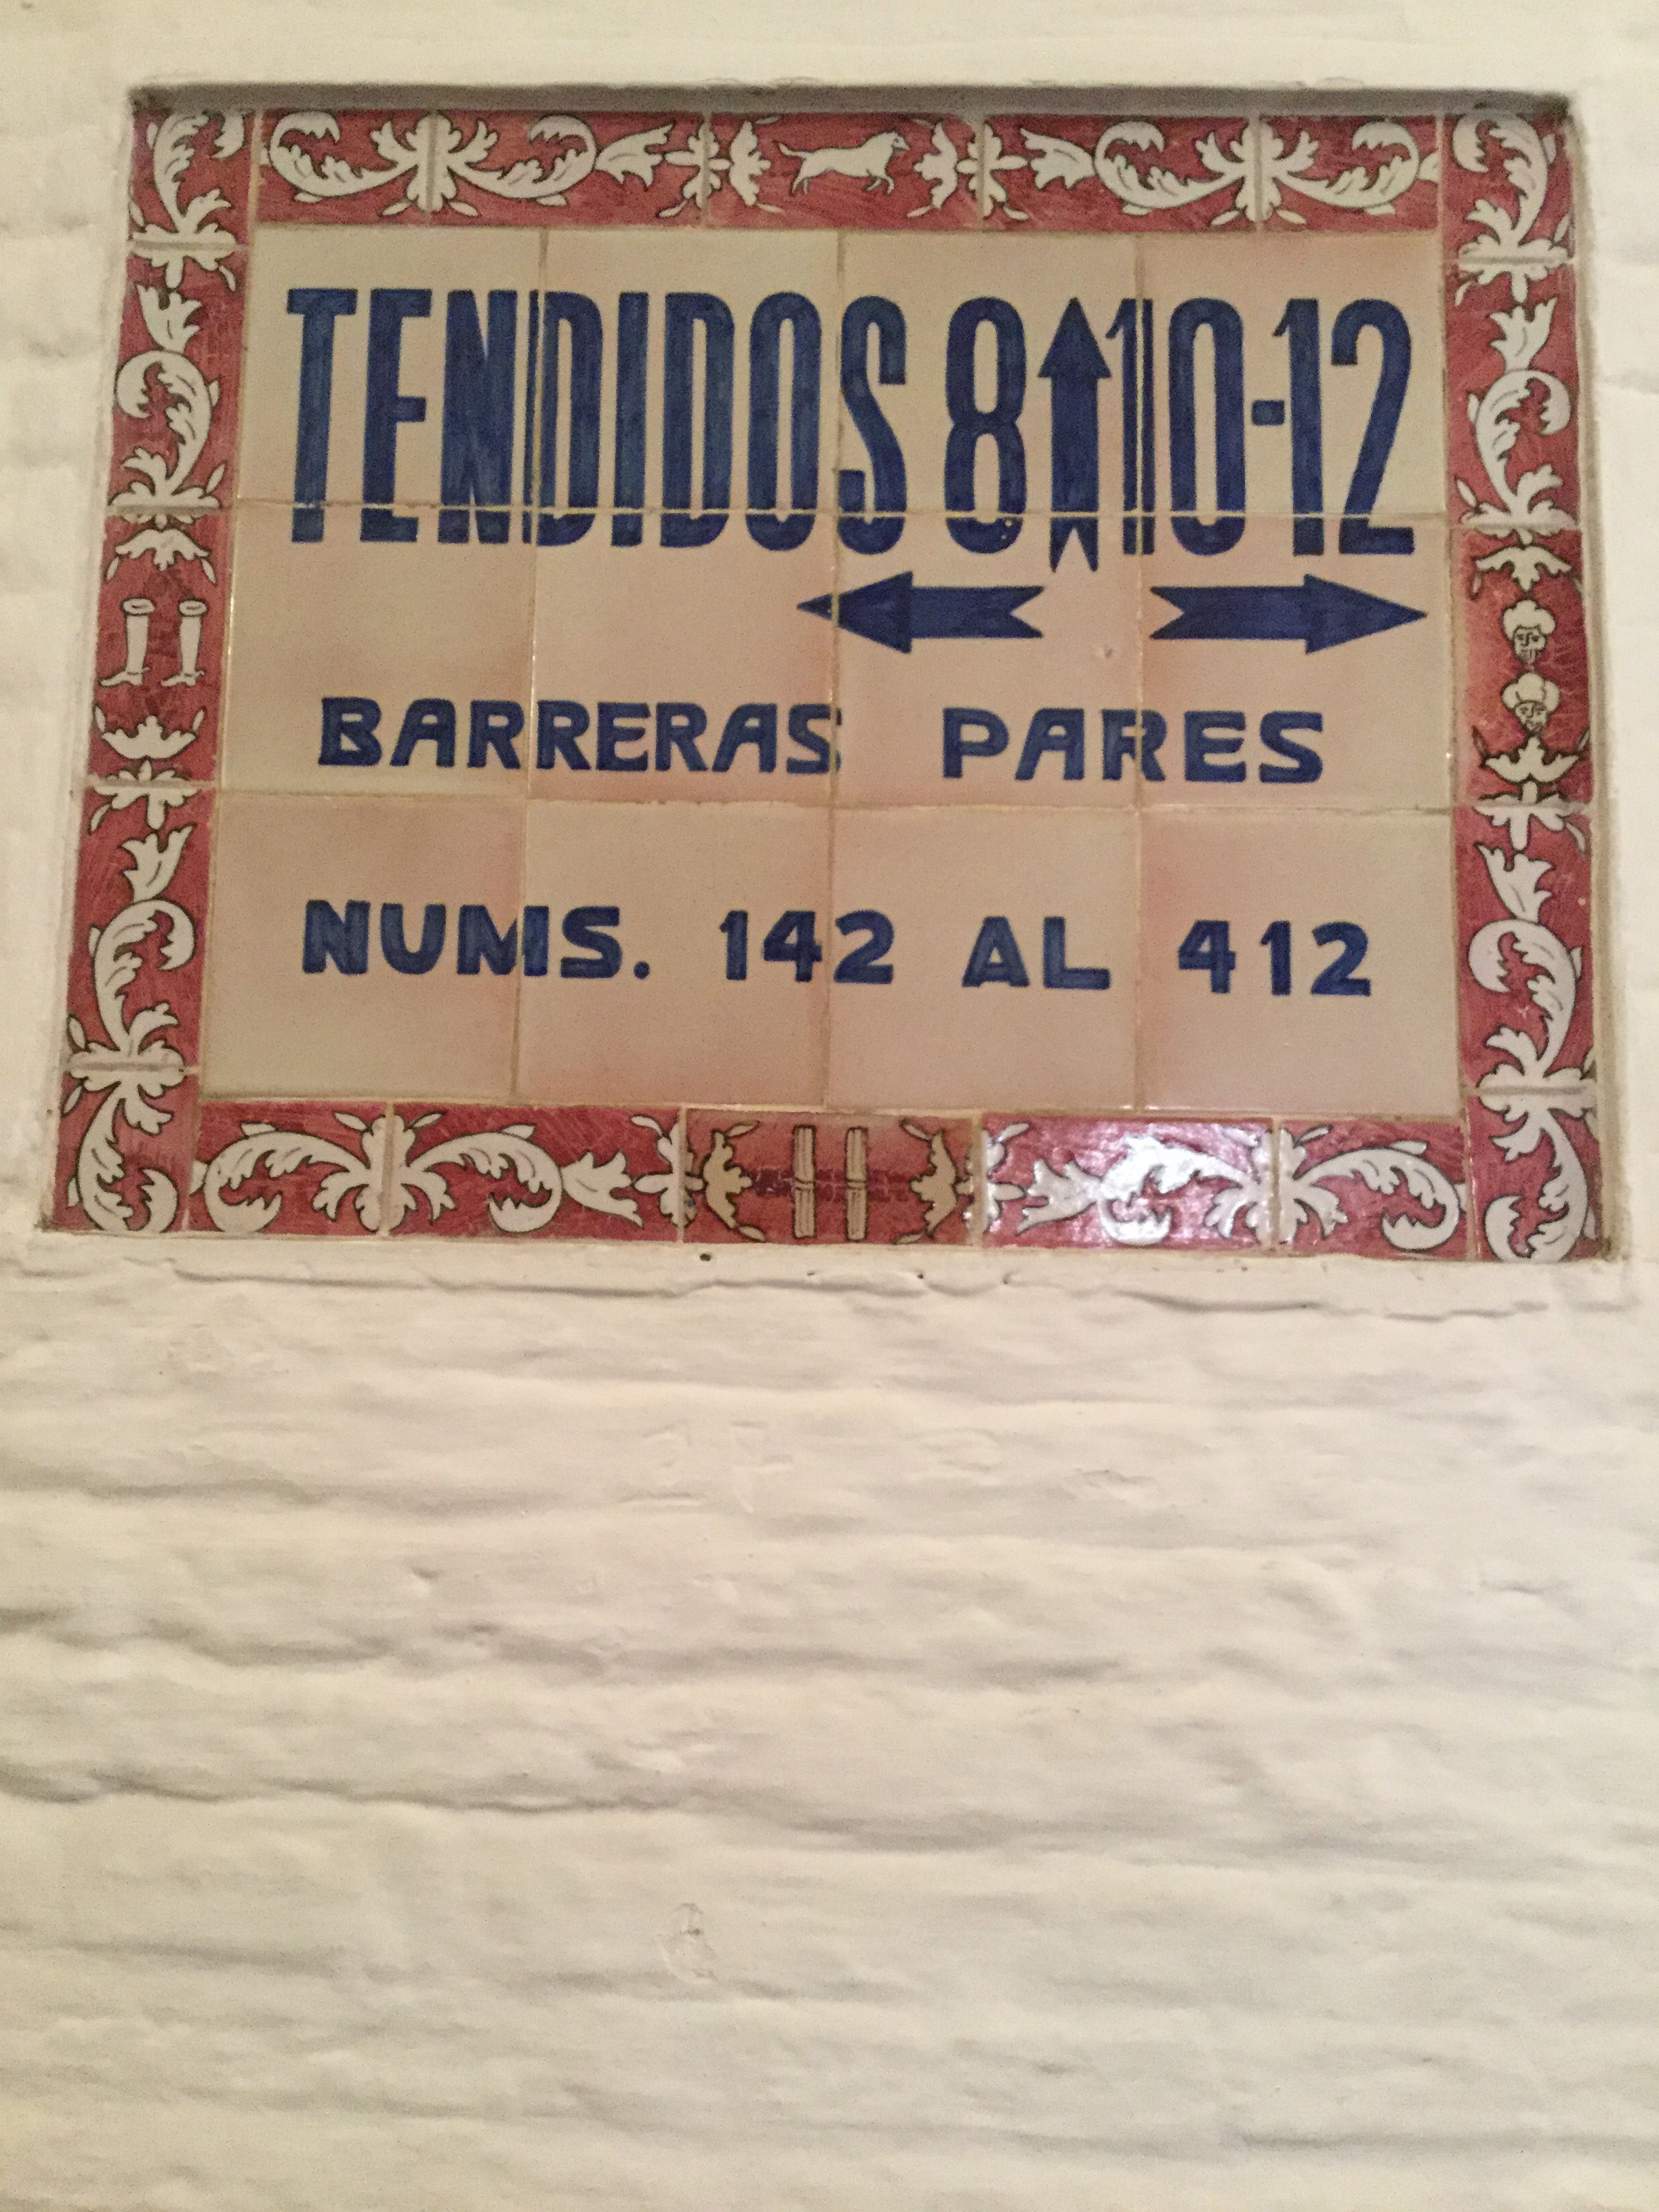 TENDIDOS 8 ↑ 10-12
← →
BARRERAS PARES
NUMS. 142 AL 412